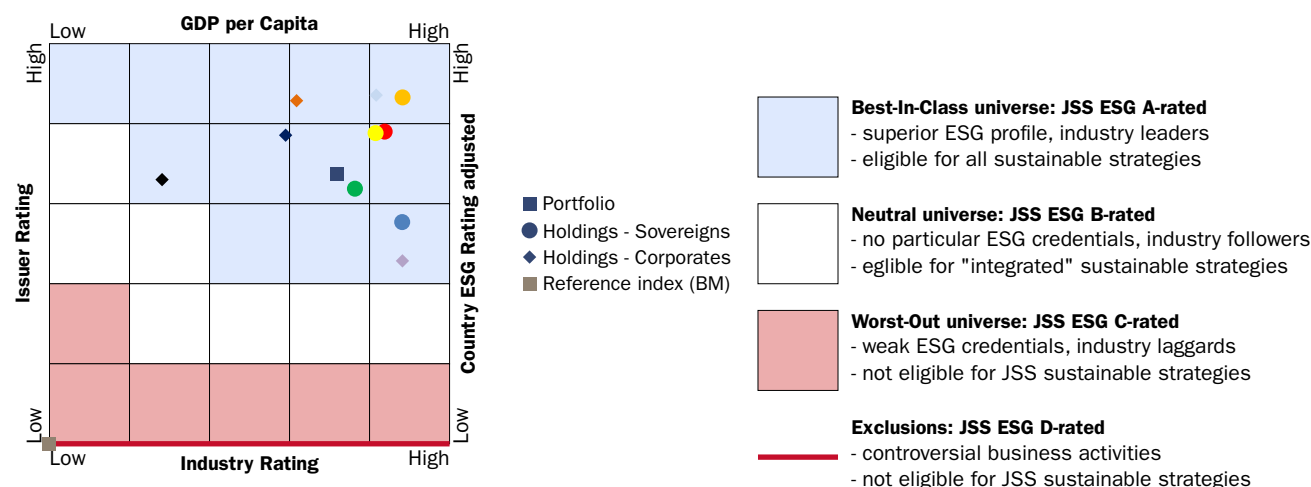 GDP per Capita
Low
High
High
High
Issuer Rating
Country ESG Rating adjusted
Low
Low
Low
High
Industry Rating
Portfolio
Holdings - Sovereigns
Holdings - Corporates
Reference index (BM)
Best-In-Class universe: JSS ESG A-rated
- superior ESG profile, industry leaders
- eligible for all sustainable strategies
Neutral universe: JSS ESG B-rated
- no particular ESG credentials, industry followers
- eglible for "integrated" sustainable strategies
Worst-Out universe: JSS ESG C-rated
- weak ESG credentials, industry laggards
- not eligible for JSS sustainable strategies
Exclusions: JSS ESG D-rated
- controversial business activities
- not eligible for JSS sustainable strategies